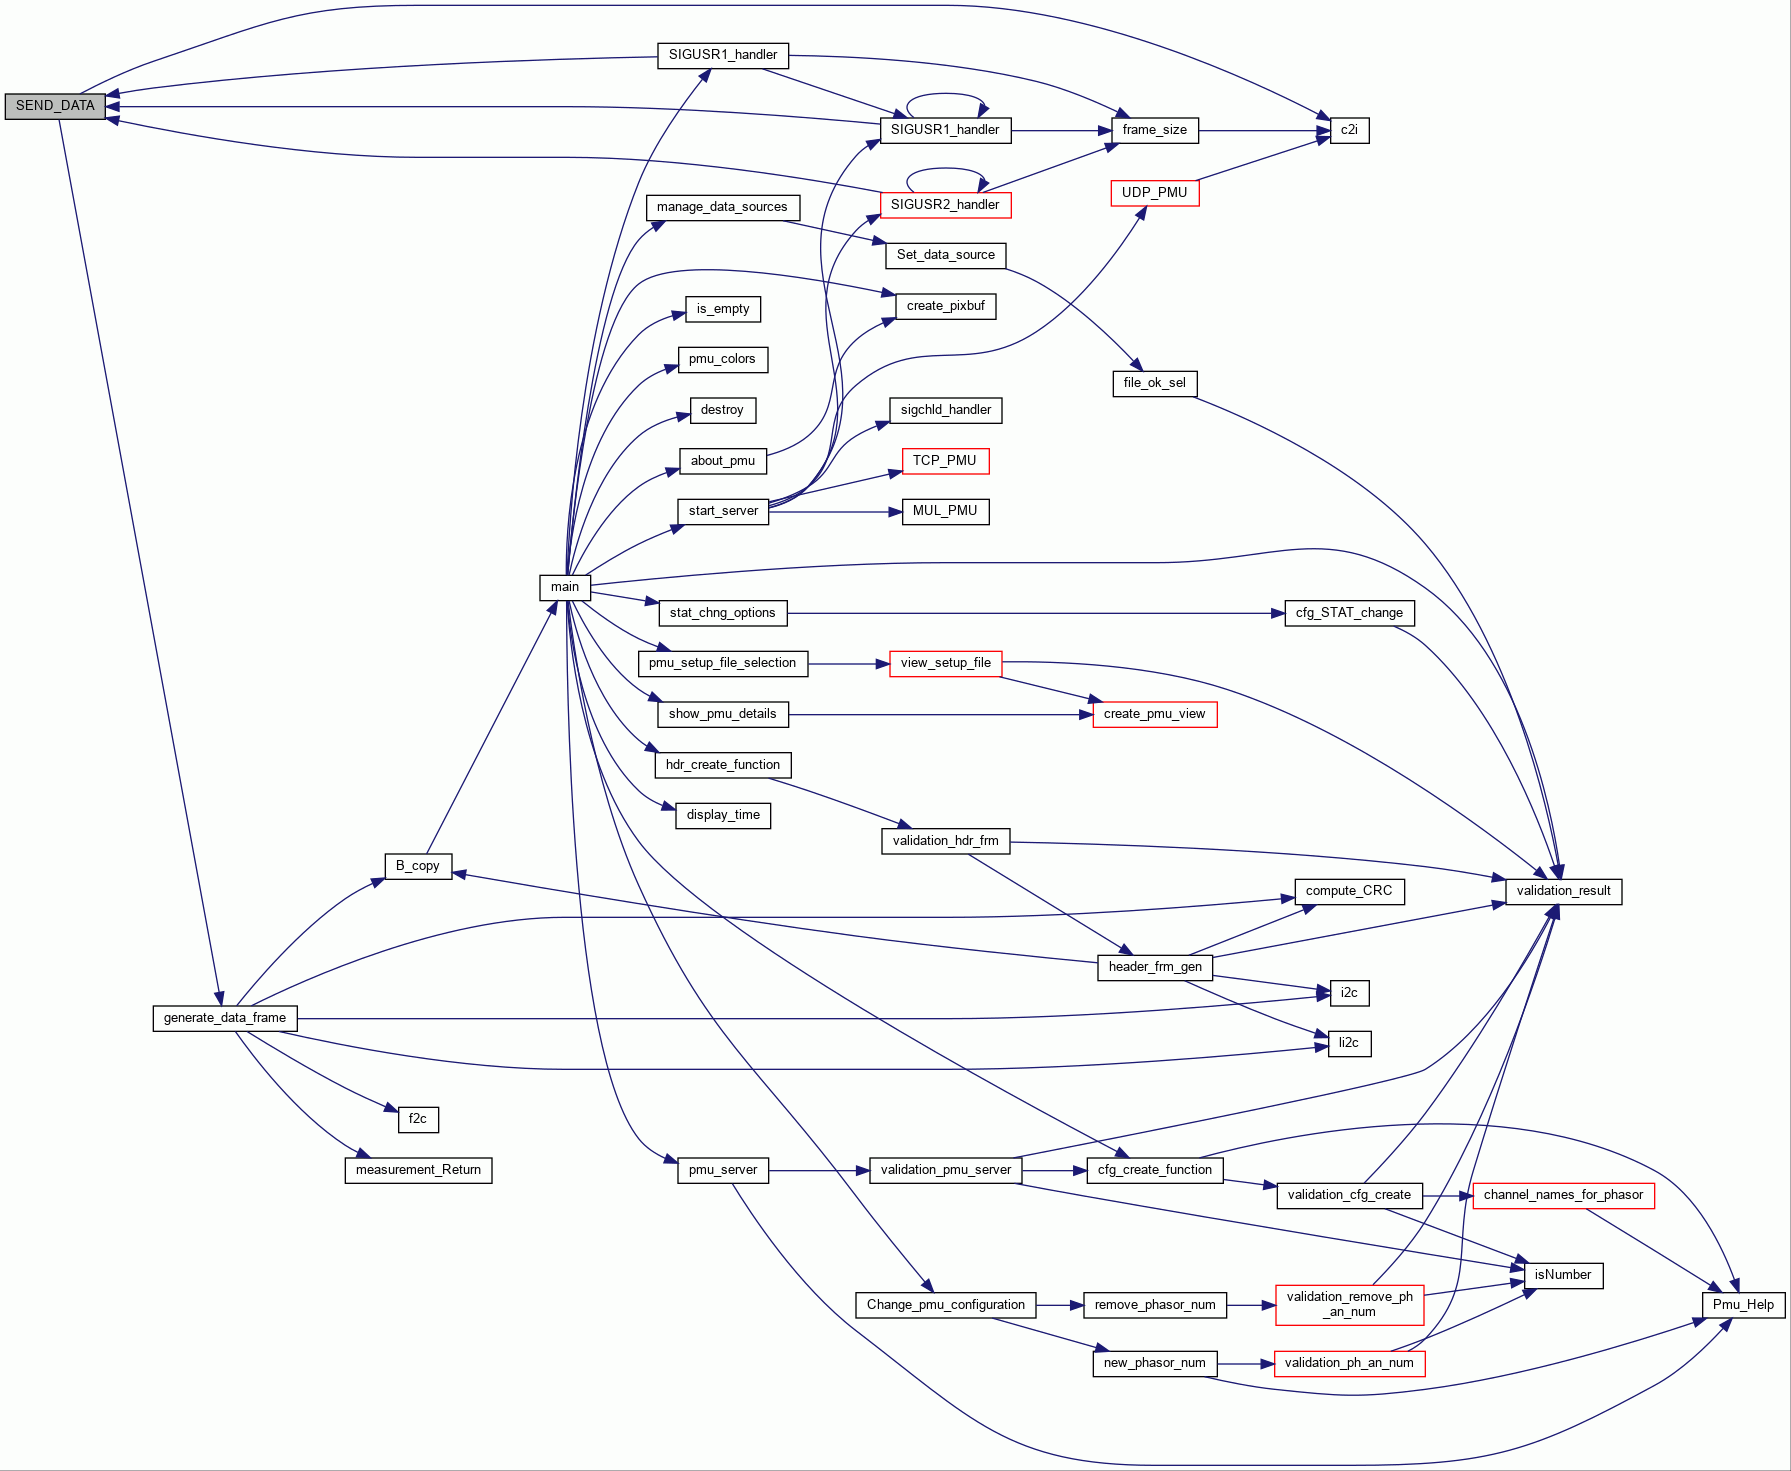 SIGUSR1_handler
SEND_DATA
SIGUSR1_handler
frame_size
c2i
UDP_PMU
manage_data_sources
SIGUSR2_handler
Set_data_source
is_empty
create_pixbuf
pmu_colors
file_ok_sel
destroy
sigchld_handler
about_pmu
TCP_PMU
start_server
MUL_PMU
main
stat_chng_options
cfg_STAT_change
pmu_setup_file_selection
view_setup_file
show_pmu_details
create_pmu_view
hdr_create_function
display_time
validation_hdr_frm
B_copy
compute_CRC
validation_result
header_frm_gen
i2c
generate_data_frame
li2c
f2c
measurement_Return
pmu_server
validation_pmu_server
cfg_create_function
validation_cfg_create
channel_names_for_phasor
isNumber
Change_pmu_configuration
remove_phasor_num
validation_remove_ph
_an_num
Pmu_Help
new_phasor_num
validation_ph_an_num